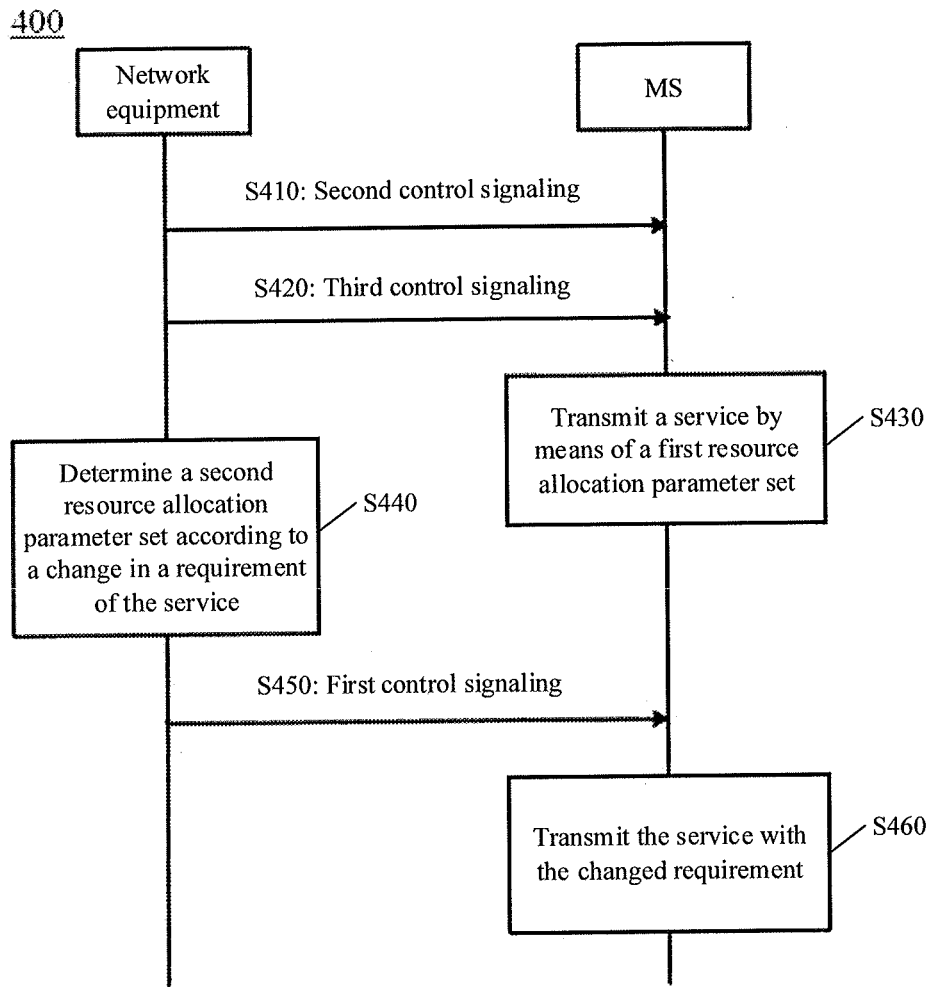 400
Network
equipment
MS
S410: Second control signaling
S420: Third control signaling
Transmit a service by
means of a first resource
allocation parameter set
S430
Determine a second
resource allocation
parameter set according to
a change in a requirement
of the service
S440
S450: First control signaling
Transmit the service with
the changed requirement
S460